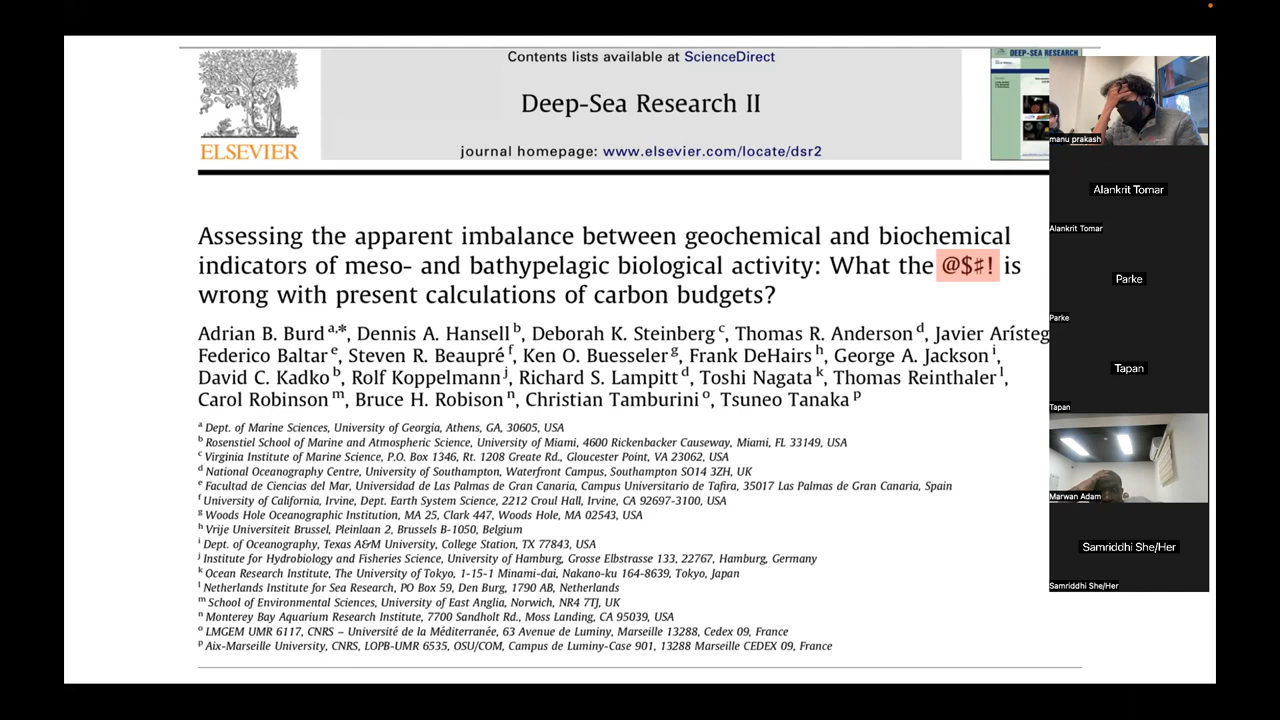 Contents lists available at ScienceDirect
Deep-Sea Research II
journal homepage: www.elsevier.com/locate/dsr2
ELSEVIER
DEEP-SEA RESEARCH
Assessing the apparent imbalance between geochemical and biochemical
indicators of meso- and bathypelagic biological activity: What the @$♯! is
wrong with present calculations of carbon budgets?
Adrian B. Burd a,*, Dennis A. Hansell b, Deborah K. Steinberg c, Thomas R. Anderson d, Javier Arísteg
Federico Baltar e, Steven R. Beaupré f, Ken O. Buesseler g, Frank DeHairs h, George A. Jackson i,
David C. Kadko b, Rolf Koppelmann j, Richard S. Lampitt d, Toshi Nagata k, Thomas Reinthaler l,
Carol Robinson m, Bruce H. Robison n, Christian Tamburini o, Tsuneo Tanaka p
a Dept. of Marine Sciences, University of Georgia, Athens, GA, 30605, USA
b Rosenstiel School of Marine and Atmospheric Science, University of Miami, 4600 Rickenbacker Causeway, Miami, FL 33149, USA
c Virginia Institute of Marine Science, P.O. Box 1346, Rt. 1208 Greate Rd., Gloucester Point, VA 23062, USA
d National Oceanography Centre, University of Southampton, Waterfront Campus, Southampton SO14 3ZH, UK
e Facultad de Ciencias del Mar, Universidad de Las Palmas de Gran Canaria, Campus Universitario de Tafira, 35017 Las Palmas de Gran Canaria, Spain
f University of California, Irvine, Dept. Earth System Science, 2212 Croul Hall, Irvine, CA 92697-3100, USA
g Woods Hole Oceanographic Institution, MA 25, Clark 447, Woods Hole, MA 02543, USA
h Vrije Universiteit Brussel, Pleinlaan 2, Brussels B-1050, Belgium
i Dept. of Oceanography, Texas A&M University, College Station, TX 77843, USA
j Institute for Hydrobiology and Fisheries Science, University of Hamburg, Grosse Elbstrasse 133, 22767, Hamburg, Germany
k Ocean Research Institute, The University of Tokyo, 1-15-1 Minami-dai, Nakano-ku 164-8639, Tokyo, Japan
l Netherlands Institute for Sea Research, PO Box 59, Den Burg, 1790 AB, Netherlands
m School of Environmental Sciences, University of East Anglia, Norwich, NR4 7TJ, UK
n Monterey Bay Aquarium Research Institute, 7700 Sandholt Rd., Moss Landing, CA 95039, USA
o LMGEM UMR 6117, CNRS – Université de la Méditerranée, 63 Avenue de Luminy, Marseille 13288, Cedex 09, France
p Aix-Marseille University, CNRS, LOPB-UMR 6535, OSU/COM, Campus de Luminy-Case 901, 13288 Marseille CEDEX 09, France
manu prakash
Alankrit Tomar
Alankrit Tomar
Parke
Parke
Tapan
Tapan
Marwan Adam
Samriddhi She/Her
Samriddhi She/Her